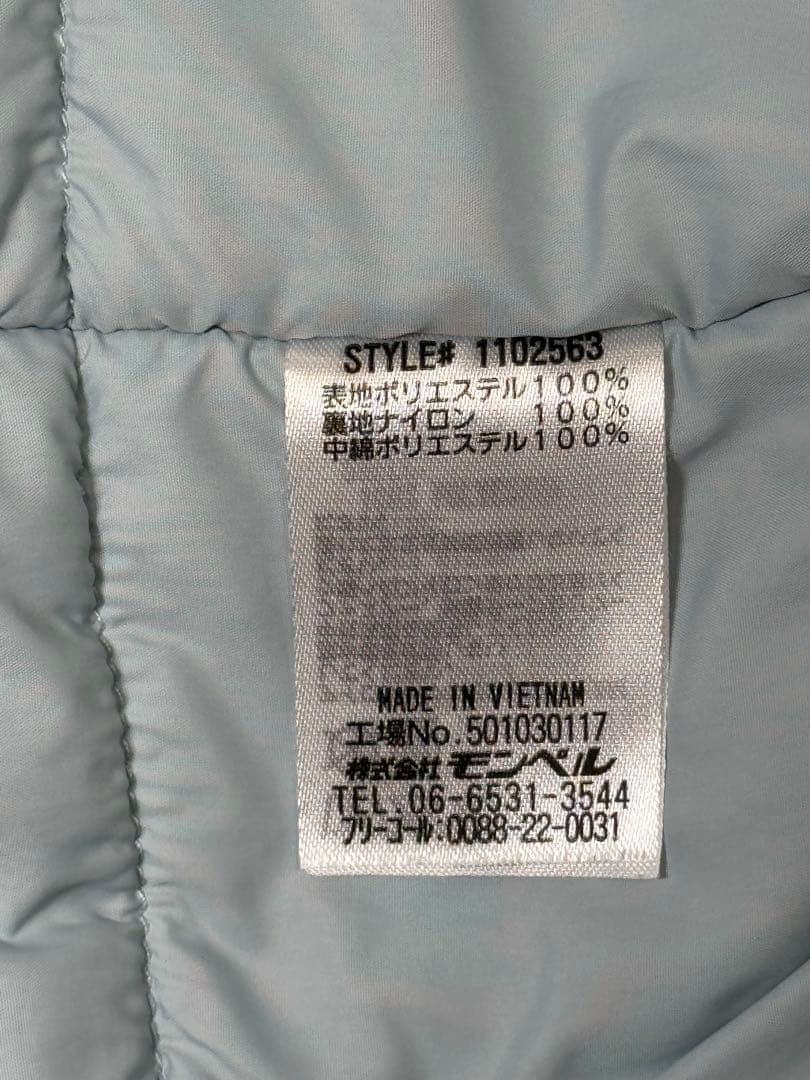 STYLE# 1102563
表地ポリエステル100%
裏地ナイロン 100%
中綿ポリエステル100%
MADE IN VIETNAM
工場No.501030117
株式会社 モンベル
TEL.06-6531-3544
フリーコール:0088-22-0031